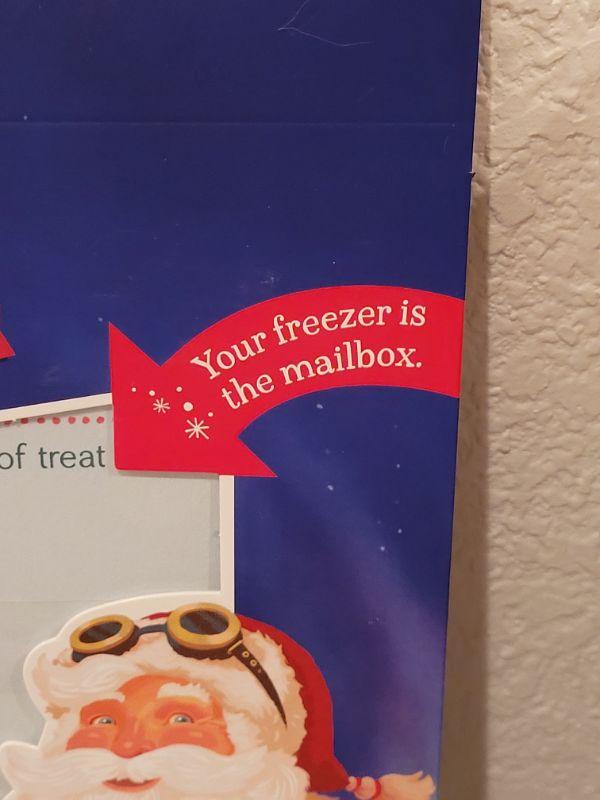 Your freezer is
the mailbox.
of treat